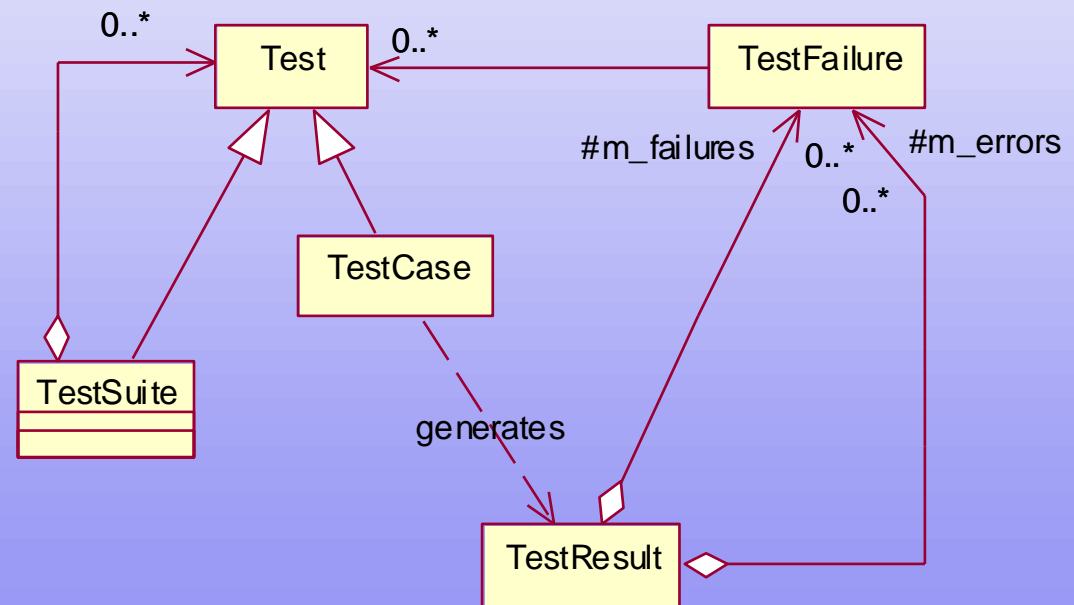 0..*
Test
0..*
TestFailure
#m_failures
0..*
#m_errors
0..*
TestCase
TestSuite
generates
TestResult